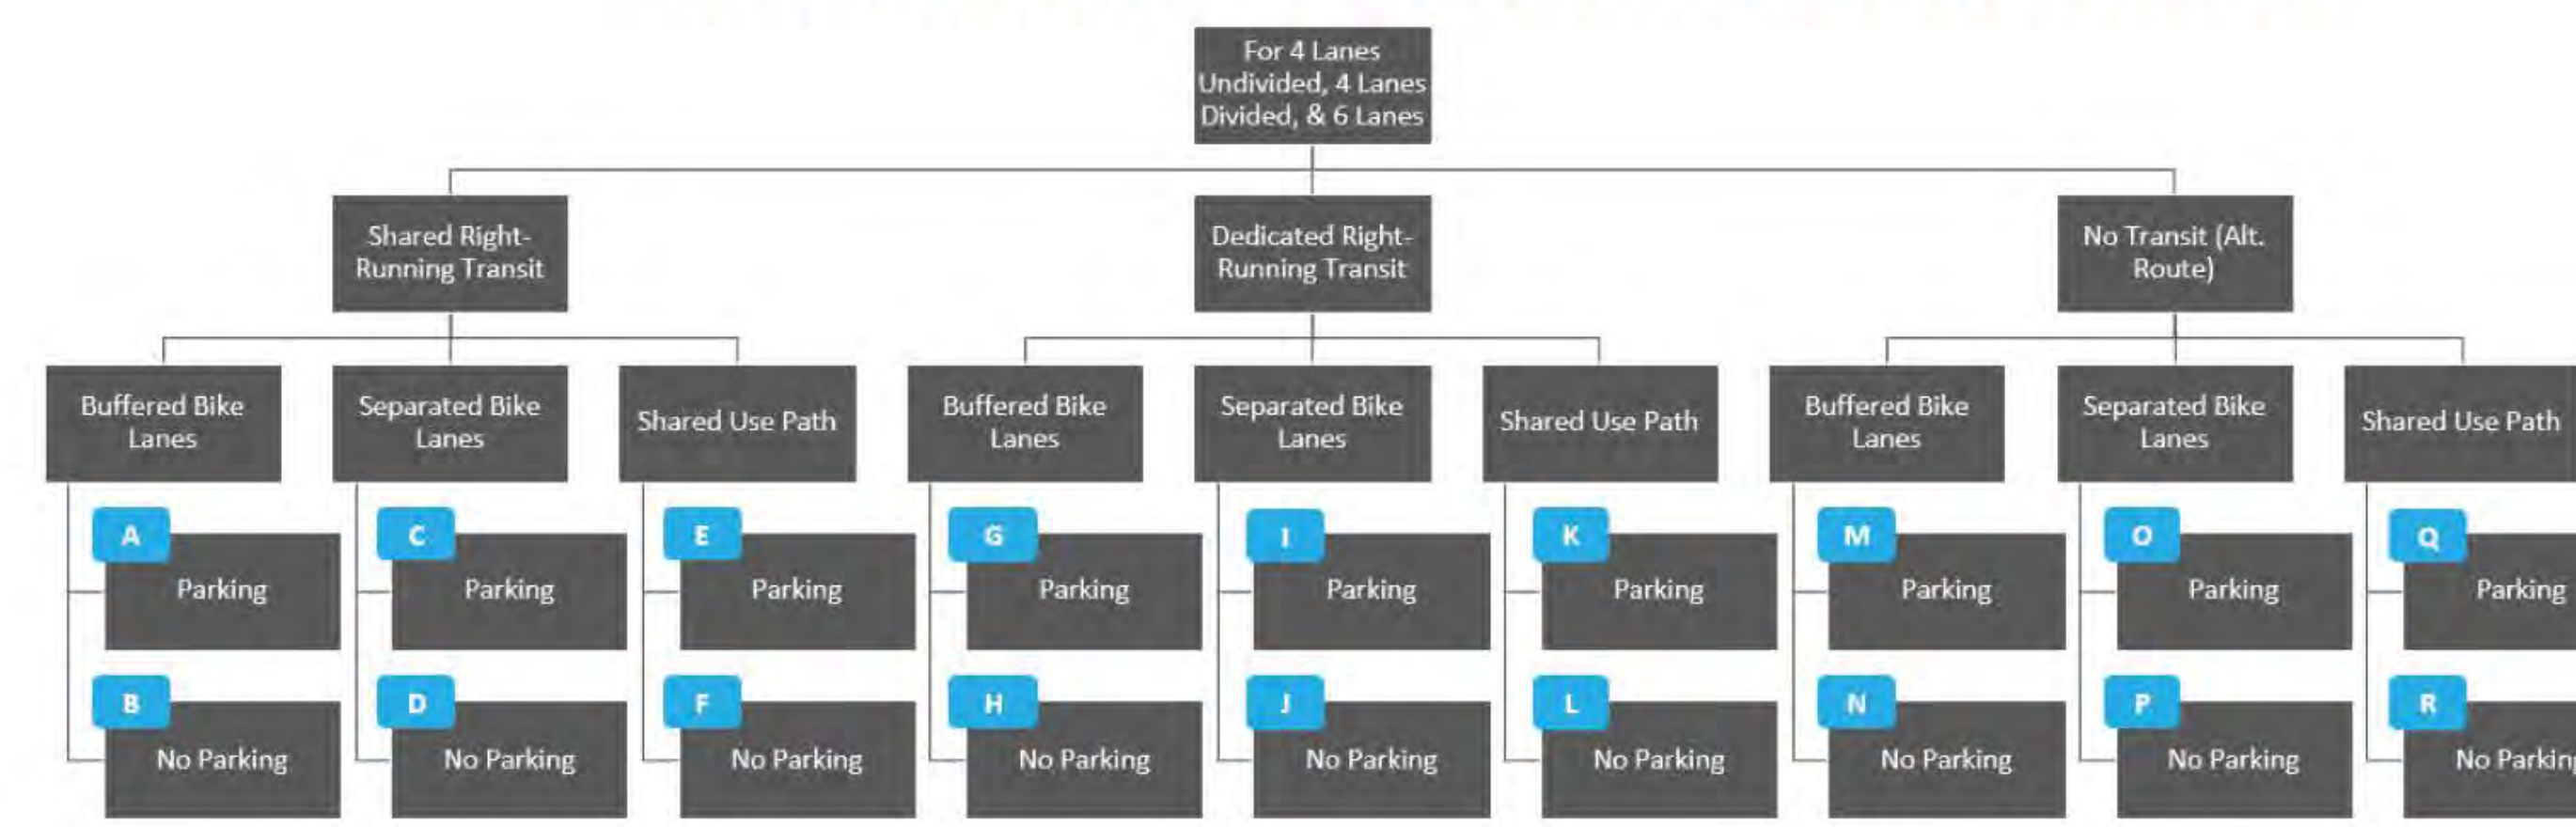 For 4 Lanes
Undivided, 4 Lanes
Divided, & 6 Lanes
Shared Right-
Running Transit
Dedicated Right-
Running Transit
No Transit (Alt.
Route)
Buffered Bike
Lanes
Separated Bike
Lanes
Shared Use Path
Buffered Bike
Lanes
Separated Bike
Lanes
Shared Use Path
Buffered Bike
Lanes
Separated Bike
Lanes
Shared Use Path
A
Parking
C
Parking
E
Parking
G
Parking
I
Parking
K
Parking
M
Parking
O
Parking
Q
Parking
B
No Parking
D
No Parking
F
No Parking
H
No Parking
J
No Parking
L
No Parking
N
No Parking
P
No Parking
R
No Parking